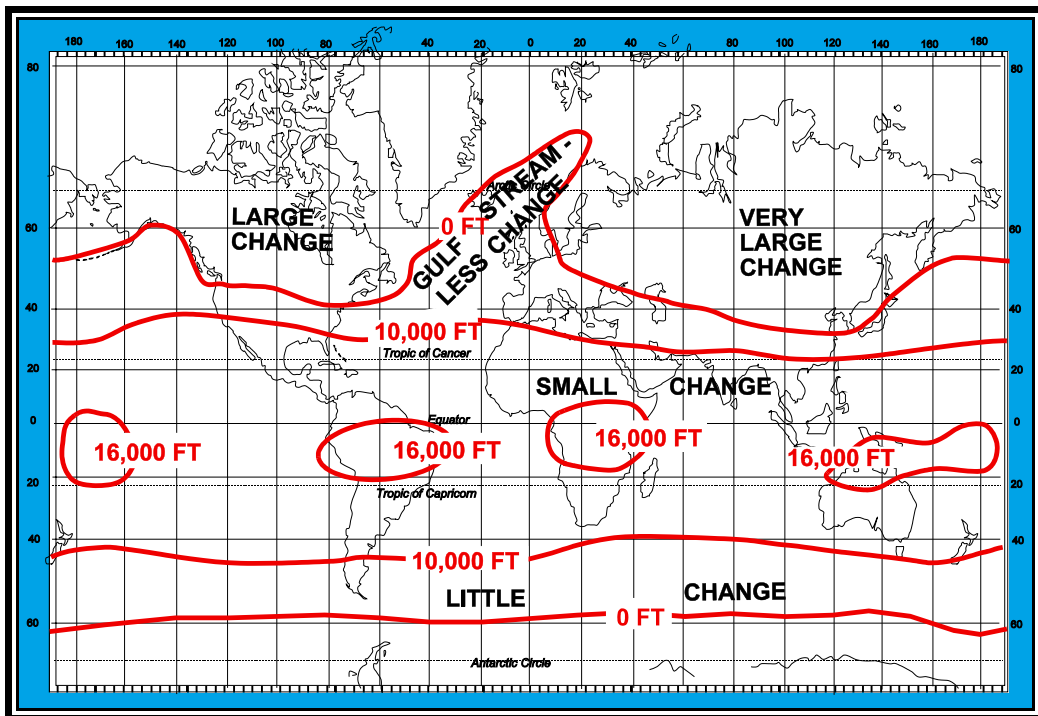 180 160 140 120 100 80 40 20 0 20 40 60 80 100 120 140 160 180
80 80
Arctic Circle
LARGE
CHANGE
0 FT
GULF STREAM -
LESS CHANGE
VERY
LARGE
CHANGE
60 60
40 40
10,000 FT
Tropic of Cancer
20 20
SMALL CHANGE
Equator
0 0
16,000 FT 16,000 FT 16,000 FT 16,000 FT
20 20
Tropic of Capricorn
40 40
10,000 FT
LITTLE CHANGE
0 FT
60 60
Antarctic Circle